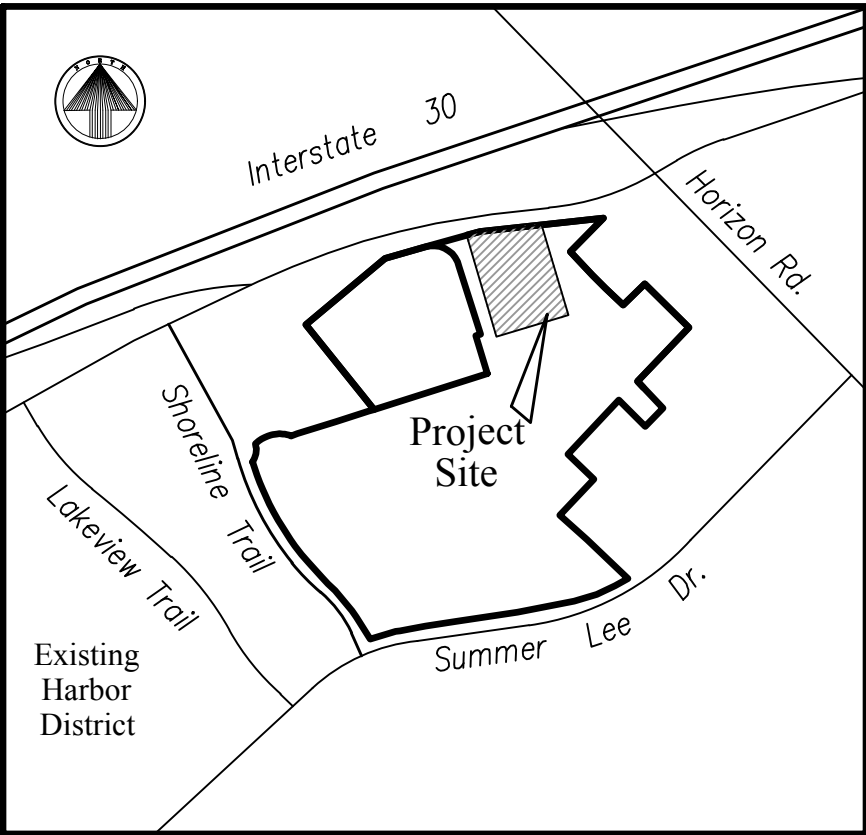 NORTH
Interstate 30
Horizon Rd.
Shoreline Trail
Project
Site
Lakeview Trail
Summer Lee Dr.
Existing
Harbor
District